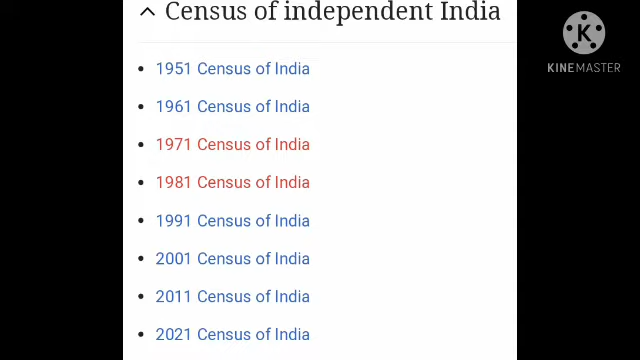 Census of independent India
1951 Census of India
1961 Census of India
1971 Census of India
1981 Census of India
1991 Census of India
2001 Census of India
2011 Census of India
2021 Census of India
K
KINEMASTER